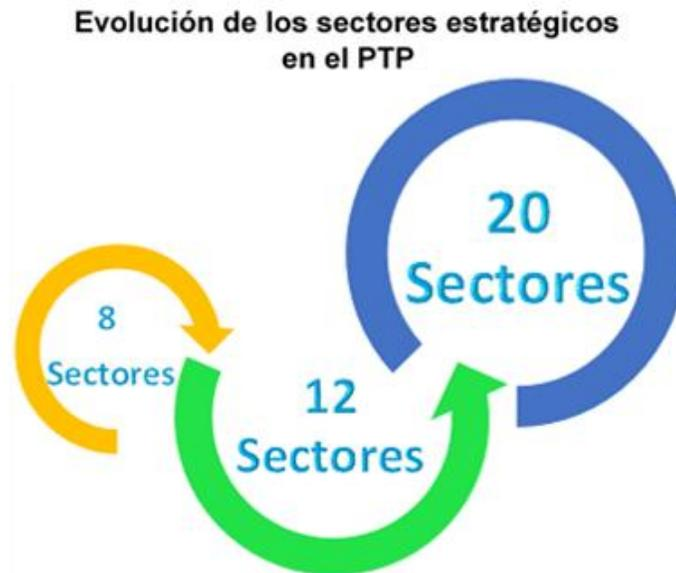 Evolución de los sectores estratégicos
en el PTP
8
Sectores
12
Sectores
20
Sectores